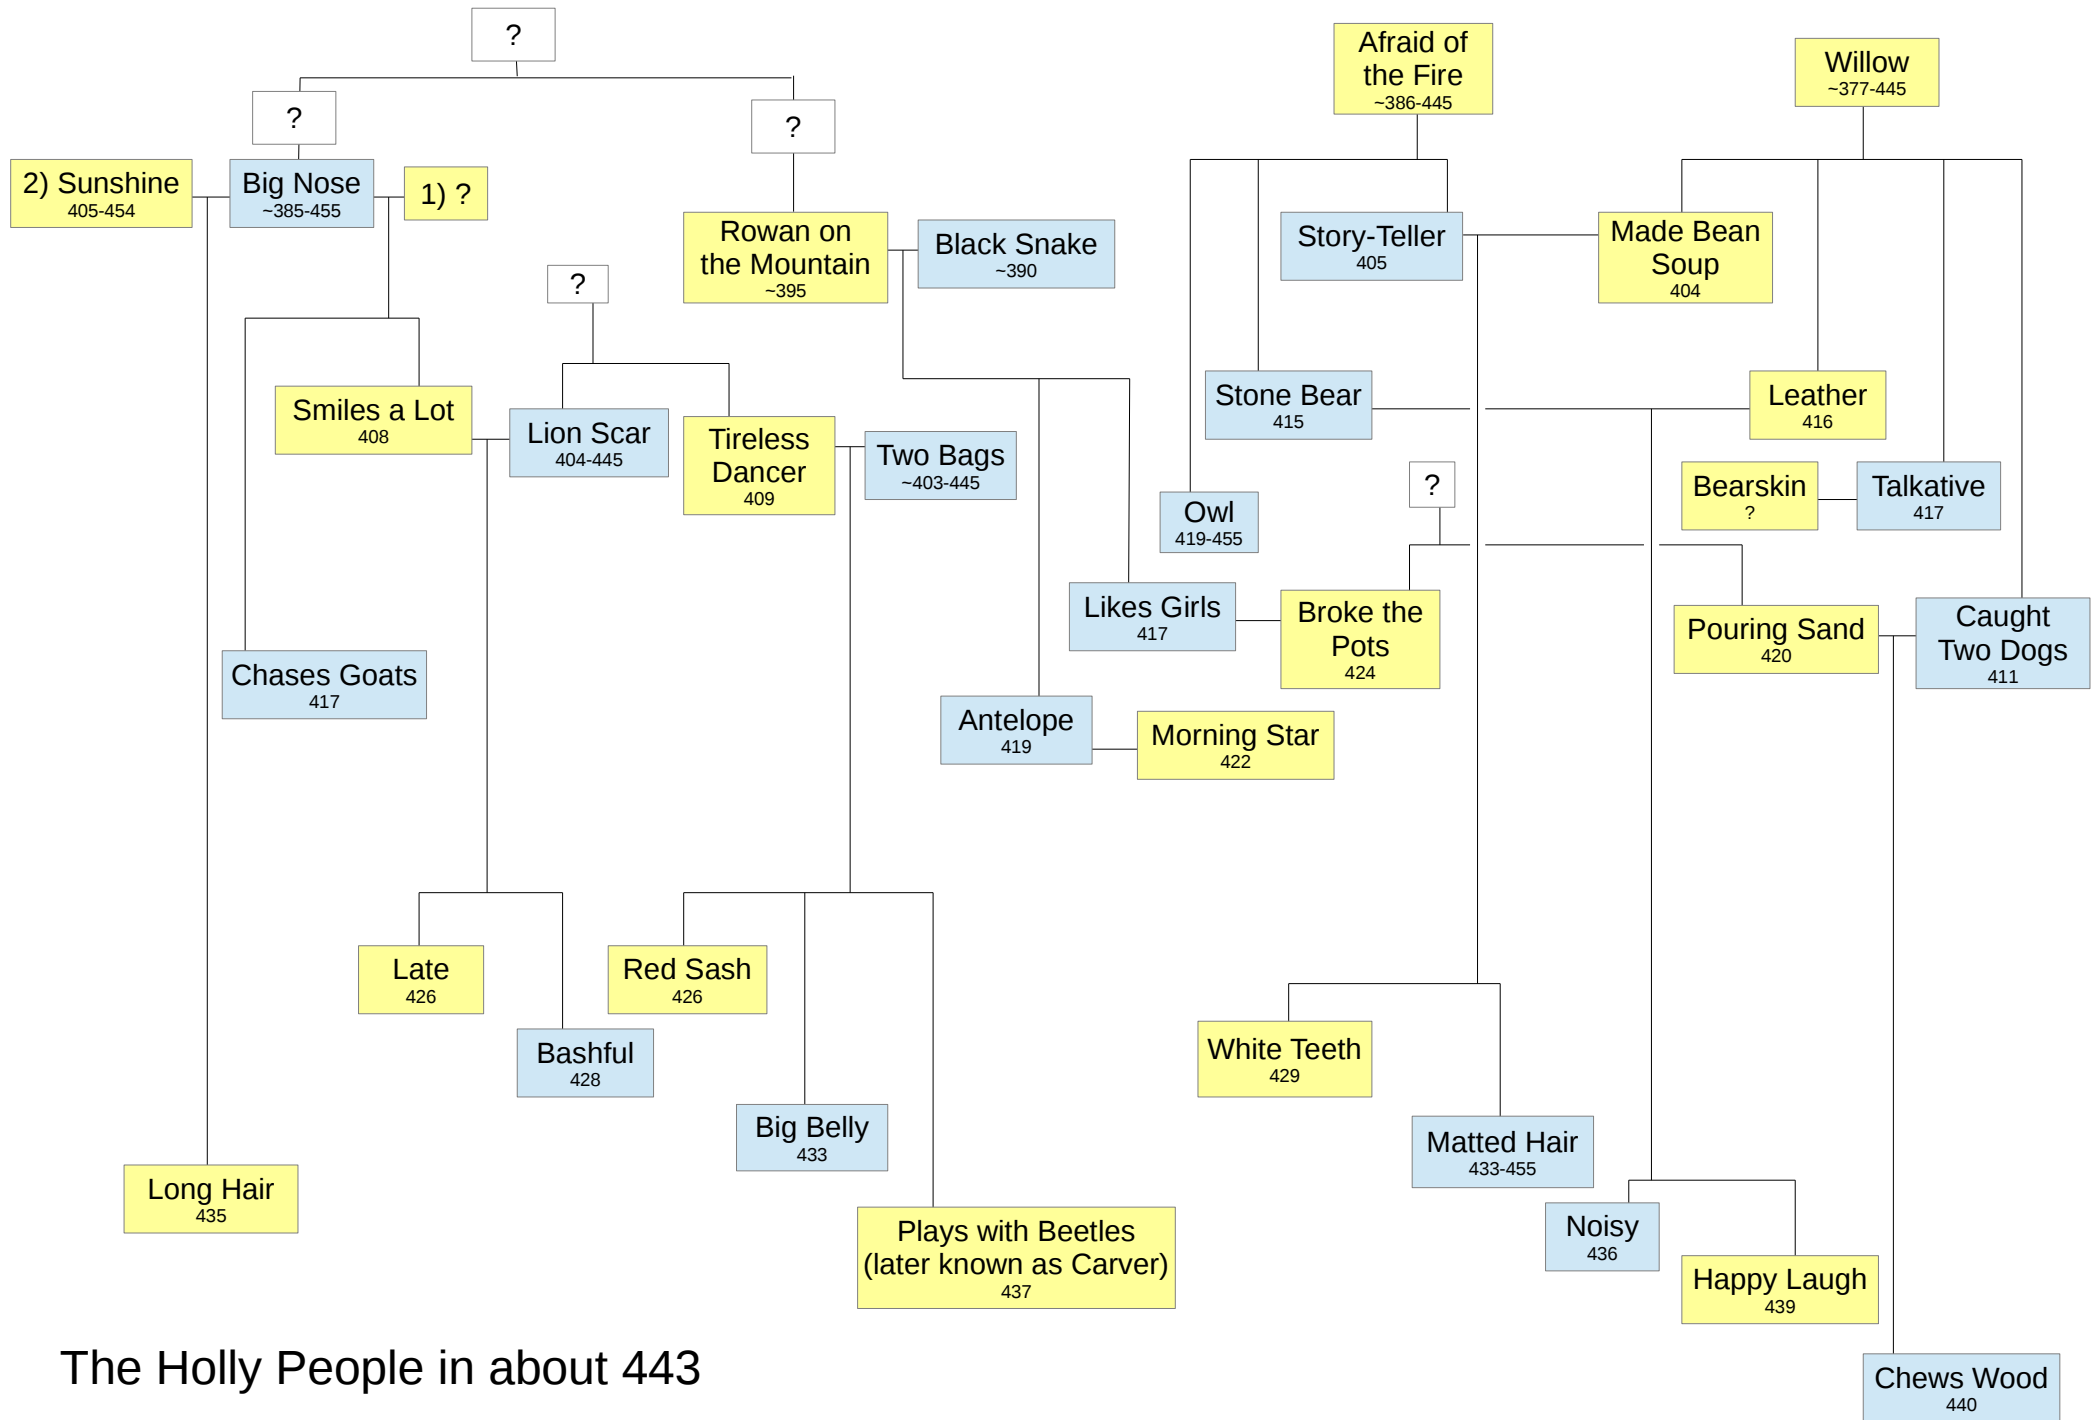 ?
Afraid of
the Fire
~386-445
Willow
~377-445
?
?
2) Sunshine
405-454
Big Nose
~385-455
1) ?
Rowan on
the Mountain
~395
Black Snake
~390
Story-Teller
405
Made Bean
Soup
404
?
Smiles a Lot
408
Lion Scar
404-445
Tireless
Dancer
409
Two Bags
~403-445
Stone Bear
415
Leather
416
?
Bearskin
?
Talkative
417
Owl
419-455
Likes Girls
417
Broke the
Pots
424
Pouring Sand
420
Caught
Two Dogs
411
Chases Goats
417
Antelope
419
Morning Star
422
Late
426
Red Sash
426
Bashful
428
White Teeth
429
Big Belly
433
Matted Hair
433-455
Long Hair
435
Plays with Beetles
(later known as Carver)
437
Noisy
436
Happy Laugh
439
The Holly People in about 443
Chews Wood
440